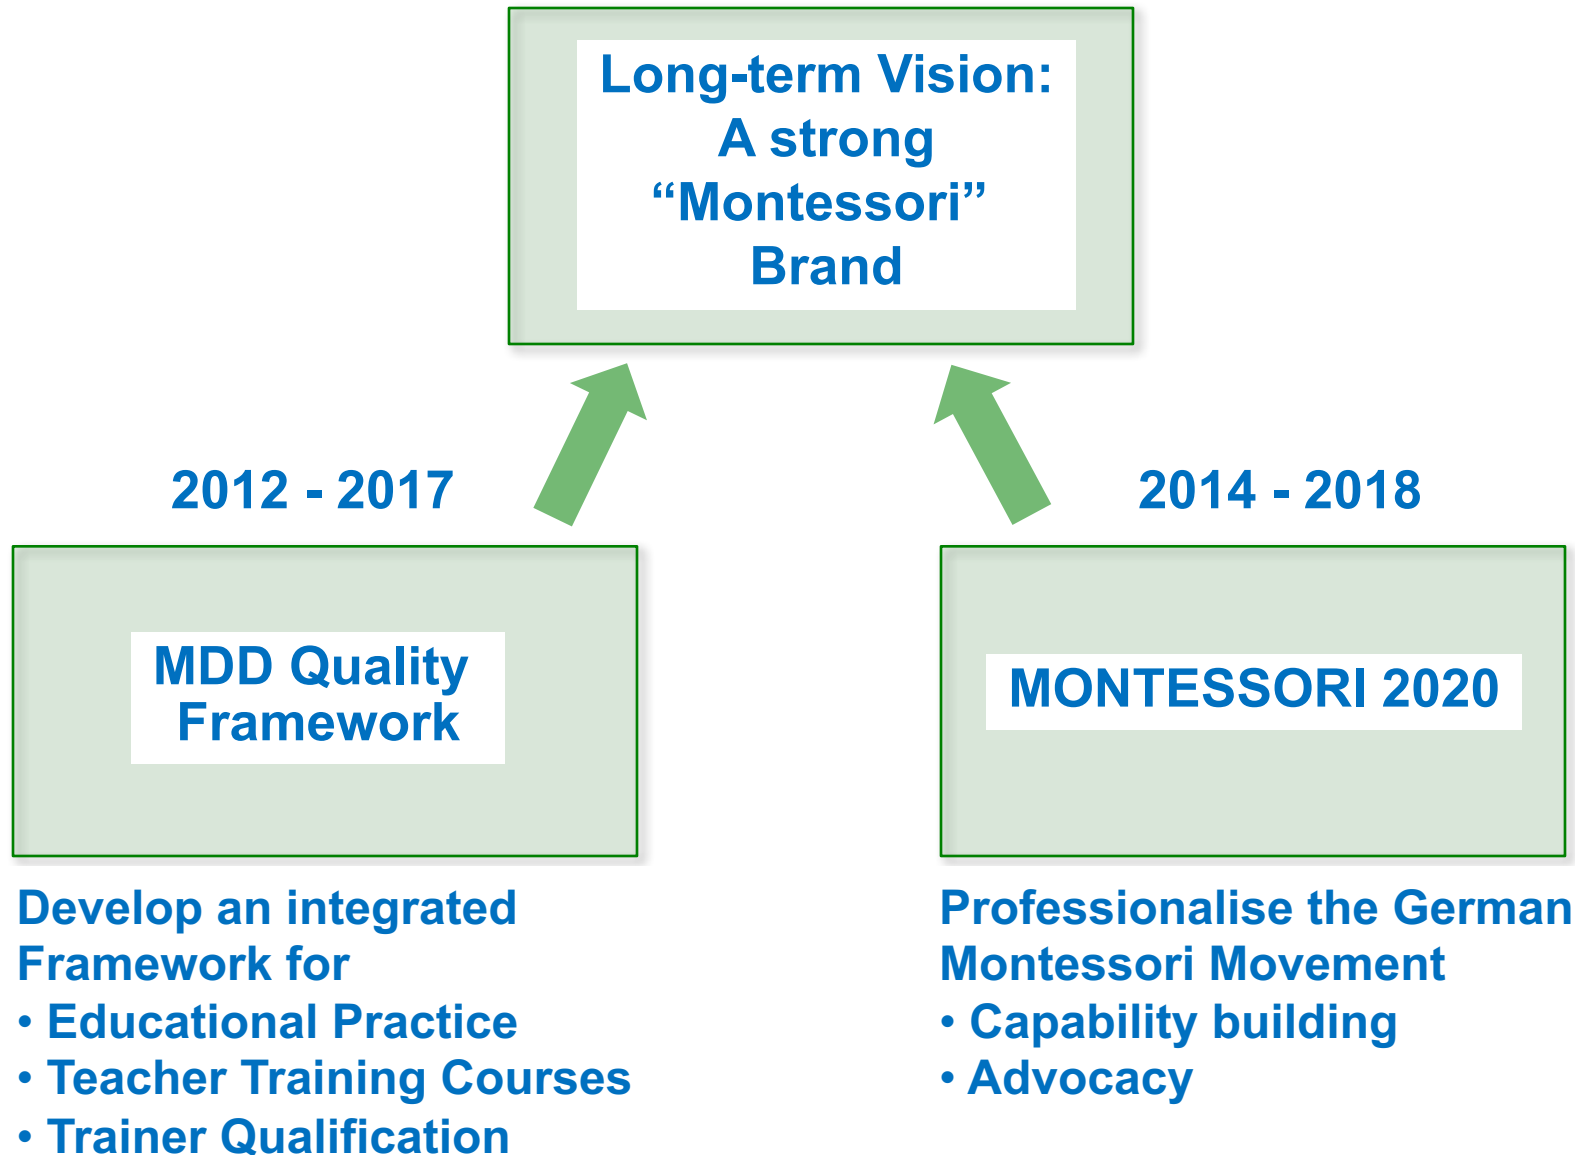 Long-term Vision:
A strong
“Montessori”
Brand
2012 - 2017
2014 - 2018
MDD Quality
Framework
MONTESSORI 2020
Develop an integrated
Framework for
• Educational Practice
• Teacher Training Courses
• Trainer Qualification
Professionalise the German
Montessori Movement
• Capability building
• Advocacy